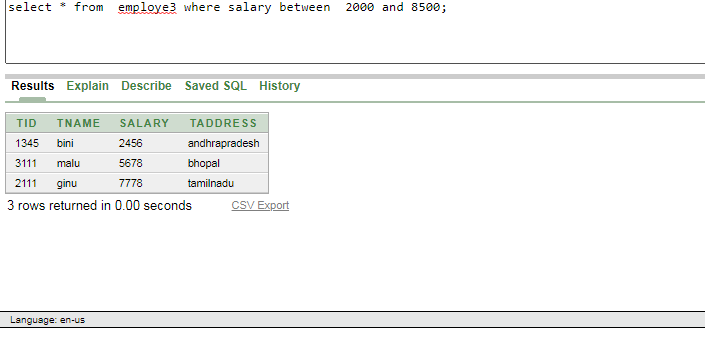 select * from  employe3 where salary between  2000 and 8500;
Results Explain Describe Saved SQL History
TID TNAME SALARY TADDRESS
1345 bini 2456 andhrapradesh
3111 malu 5678 bhopal
2111 ginu 7778 tamilnadu
3 rows returned in 0.00 seconds CSV Export
Language: en-us